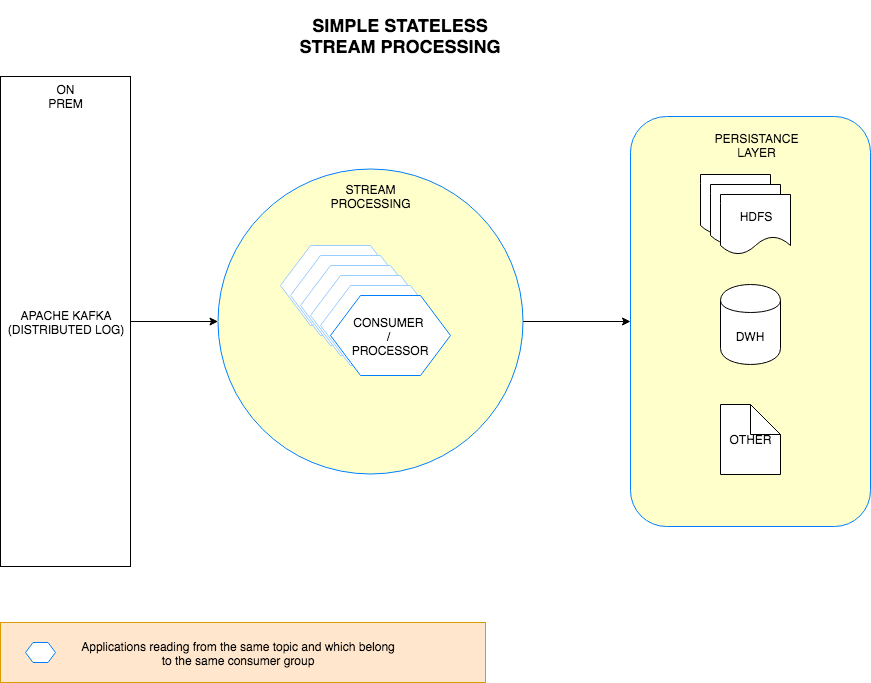 SIMPLE STATELESS
STREAM PROCESSING
ON
PREM
APACHE KAFKA
(DISTRIBUTED LOG)
STREAM
PROCESSING
CONSUMER
/
PROCESSOR
PERSISTANCE
LAYER
HDFS
DWH
OTHER
Applications reading from the same topic and which belong
to the same consumer group